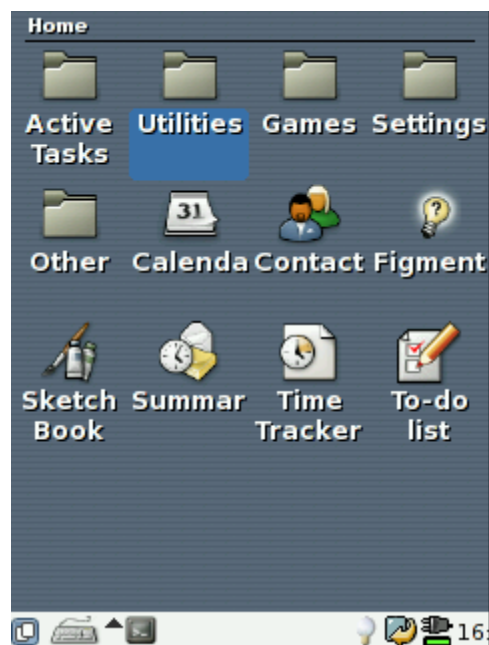 Home
Active Utilities Games Settings
Tasks
31 ?
Other Calenda Contact Figment
Sketch Summar Time To-do
Book Tracker list
16: